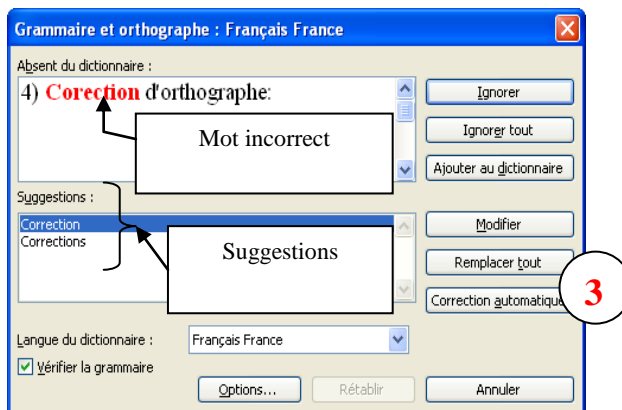 Grammaire et orthographe : Français France
Absent du dictionnaire :
4) Corection d'orthographe:
Mot incorrect
Ignorer
Ignorer tout
Ajouter au dictionnaire
Suggestions :
Correction
Corrections
Suggestions
Modifier
Remplacer tout
Correction automatique
3
Langue du dictionnaire :
Français France
Vérifier la grammaire
Options...
Rétablir
Annuler